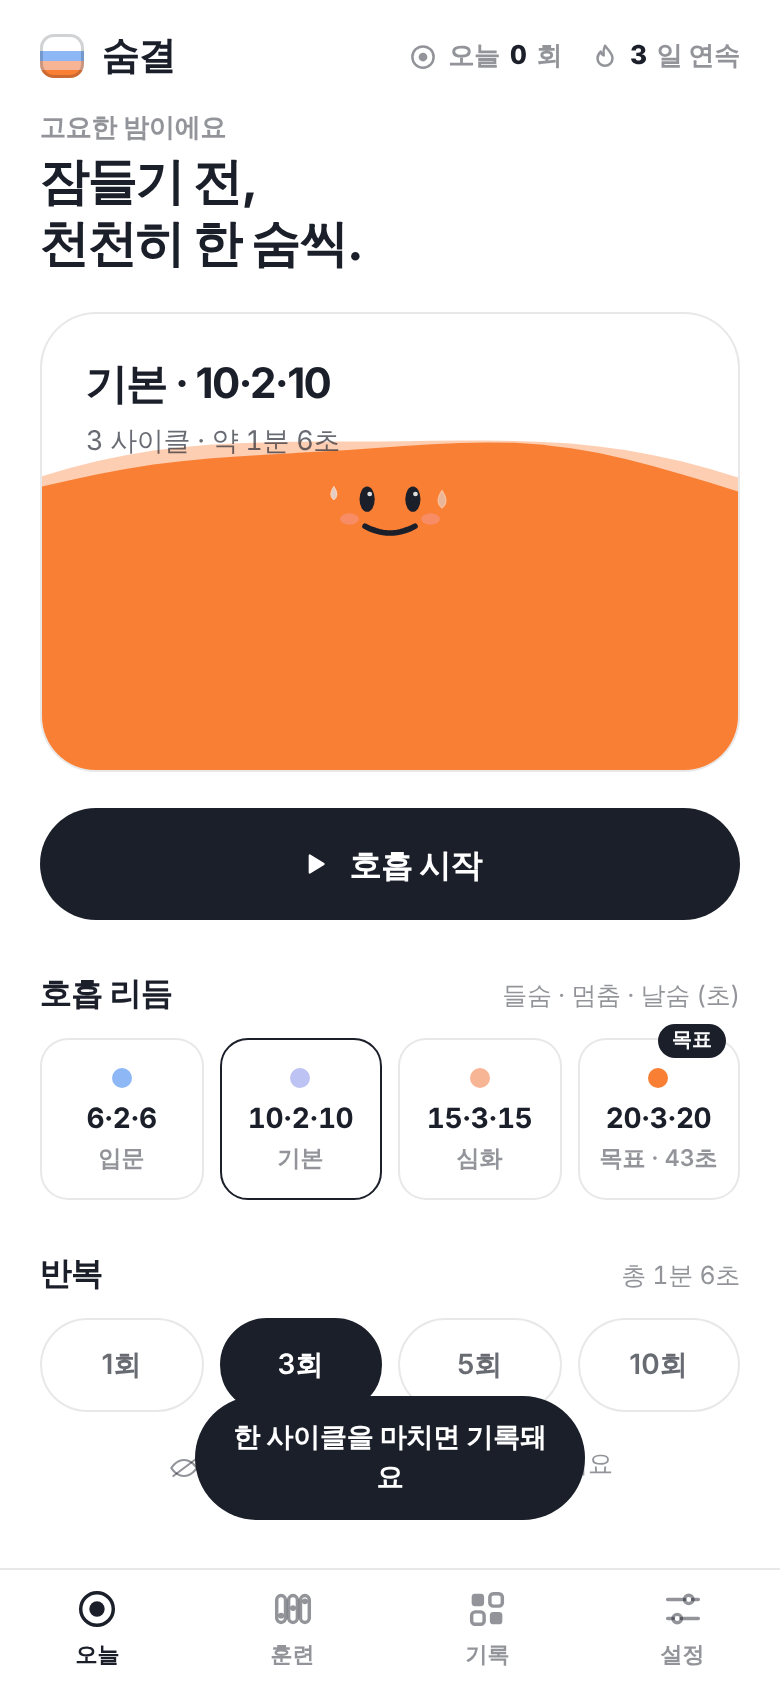 숨결
오늘 0 회
3 일 연속
고요한 밤이에요
잠들기 전,
천천히 한 숨씩.
기본 · 10·2·10
3 사이클 · 약 1분 6초
호흡 시작
호흡 리듬
들숨 · 멈춤 · 날숨 (초)
목표
6·2·6
입문
10·2·10
기본
15·3·15
심화
20·3·20
목표 · 43초
반복
총 1분 6초
1회
3회
5회
10회
한 사이클을 마치면 기록돼
요
오늘
훈련
기록
설정